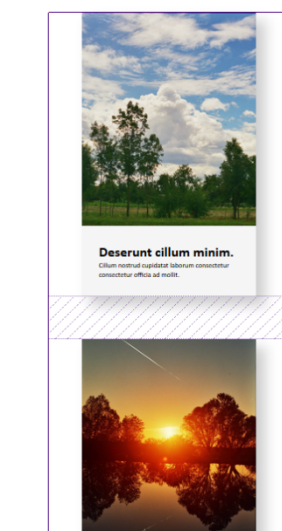 Deserunt cillum minim.
Cillum nostrud cupidatat laborum consectetur
consectetur officia ad mollit.